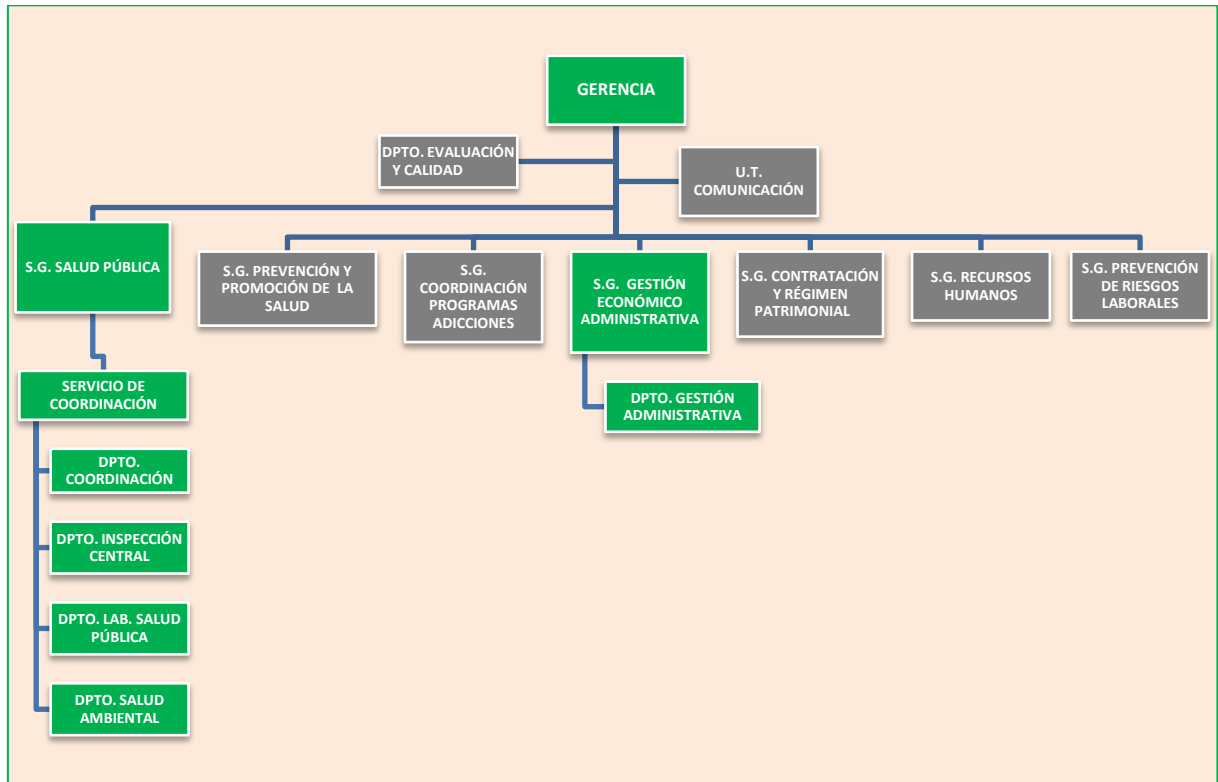 GERENCIA
DPTO. EVALUACIÓN
Y CALIDAD
U.T.
COMUNICACIÓN
S.G. SALUD PÚBLICA
S.G. PREVENCIÓN Y
PROMOCIÓN DE LA
SALUD
S.G.
COORDINACIÓN
PROGRAMAS
ADICCIONES
S.G. GESTIÓN
ECONÓMICO
ADMINISTRATIVA
S.G. CONTRATACIÓN
Y RÉGIMEN
PATRIMONIAL
S.G. RECURSOS
HUMANOS
S.G. PREVENCIÓN
DE RIESGOS
LABORALES
SERVICIO DE
COORDINACIÓN
DPTO. GESTIÓN
ADMINISTRATIVA
DPTO.
COORDINACIÓN
DPTO. INSPECCIÓN
CENTRAL
DPTO. LAB. SALUD
PÚBLICA
DPTO. SALUD
AMBIENTAL